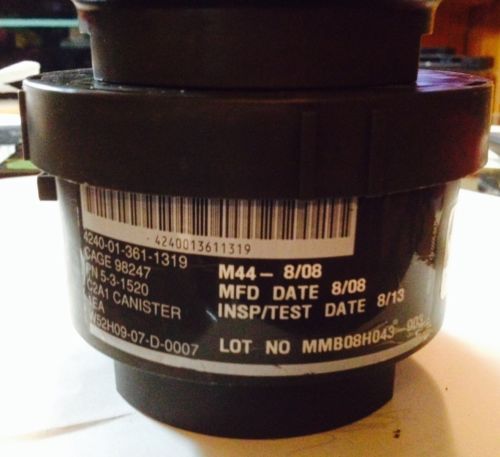 4240013611319
4240-01-361-1319
CAGE 98247
PN 5-3-1520
C2A1 CANISTER
1EA
W52H09-07-D-0007
M44 - 8/08
MFD DATE 8/08
INSP/TEST DATE 8/13
LOT NO MMB08H043-003